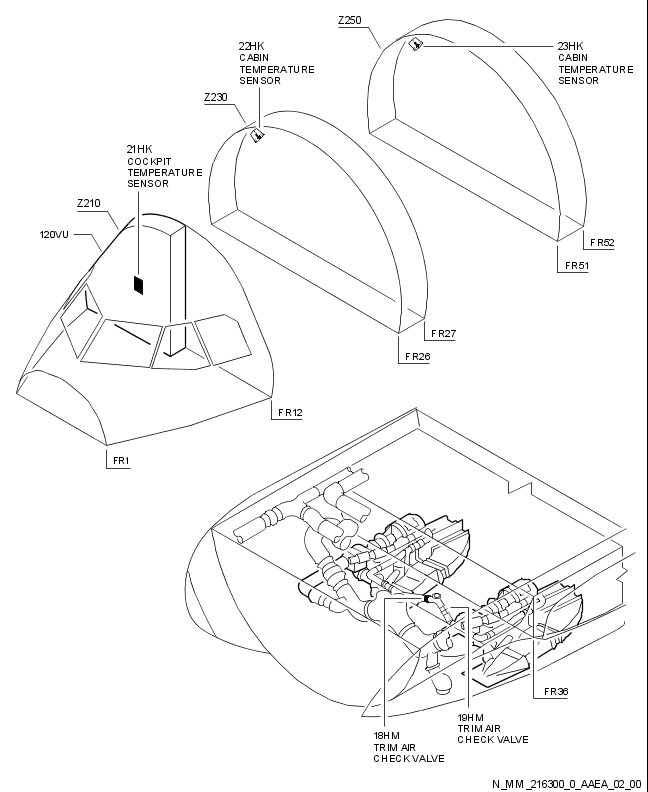 Z250
22HK
CABIN
TEMPERATURE
SENSOR
23HK
CABIN
TEMPERATURE
SENSOR
Z230
21HK
COCKPIT
TEMPERATURE
SENSOR
Z210
120VU
FR52
FR51
FR27
FR26
FR12
FR1
FR36
18HM
TRIM AIR
CHECK VALVE
19HM
TRIM AIR
CHECK VALVE
N_MM_216300_0_AAEA_02_00